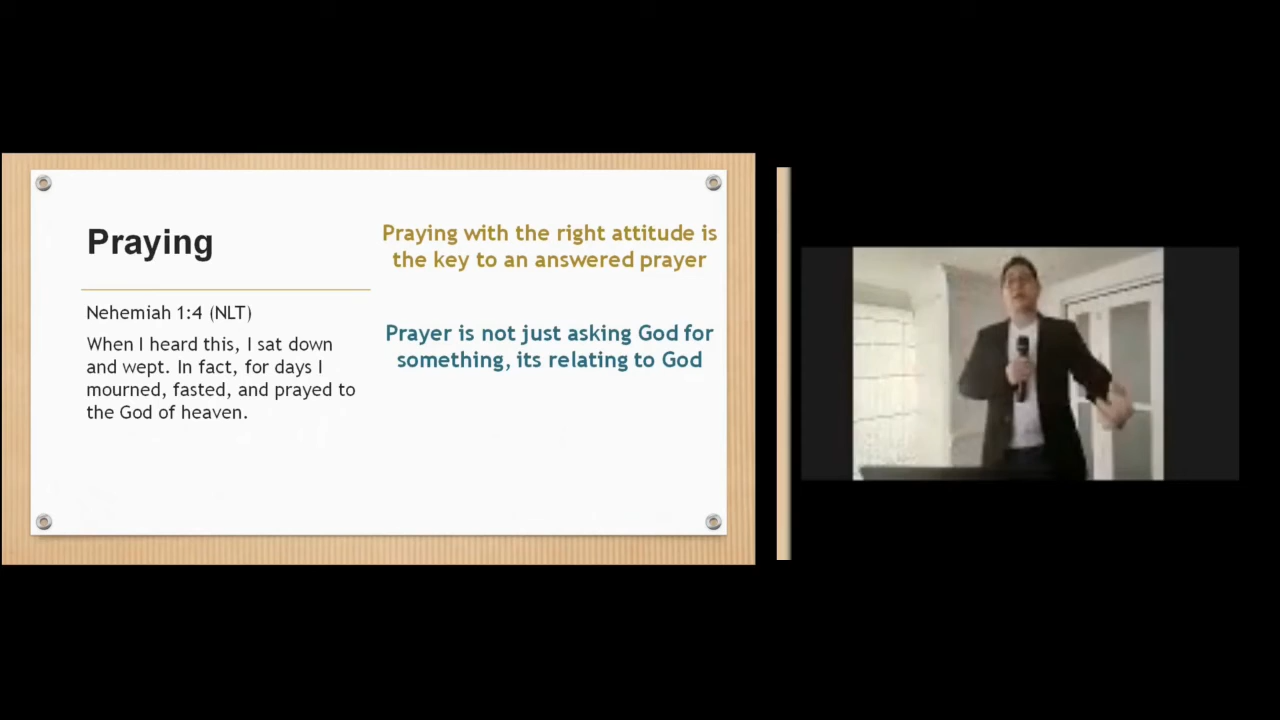 Praying
Nehemiah 1:4 (NLT)
When I heard this, I sat down
and wept. In fact, for days I
mourned, fasted, and prayed to
the God of heaven.
Praying with the right attitude is
the key to an answered prayer
Prayer is not just asking God for
something, its relating to God